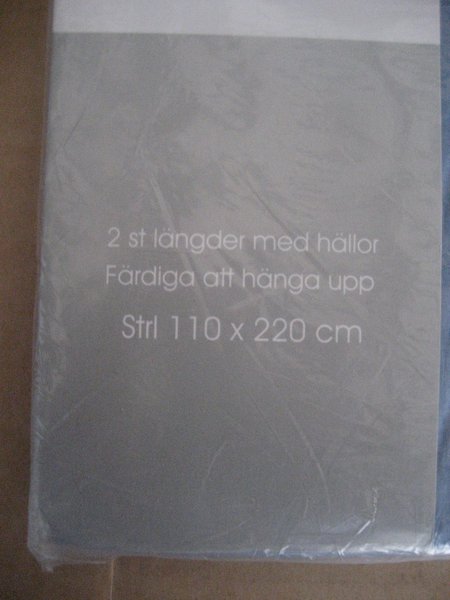 2 st längder med hällor
Färdiga att hänga upp
Strl 110 x 220 cm